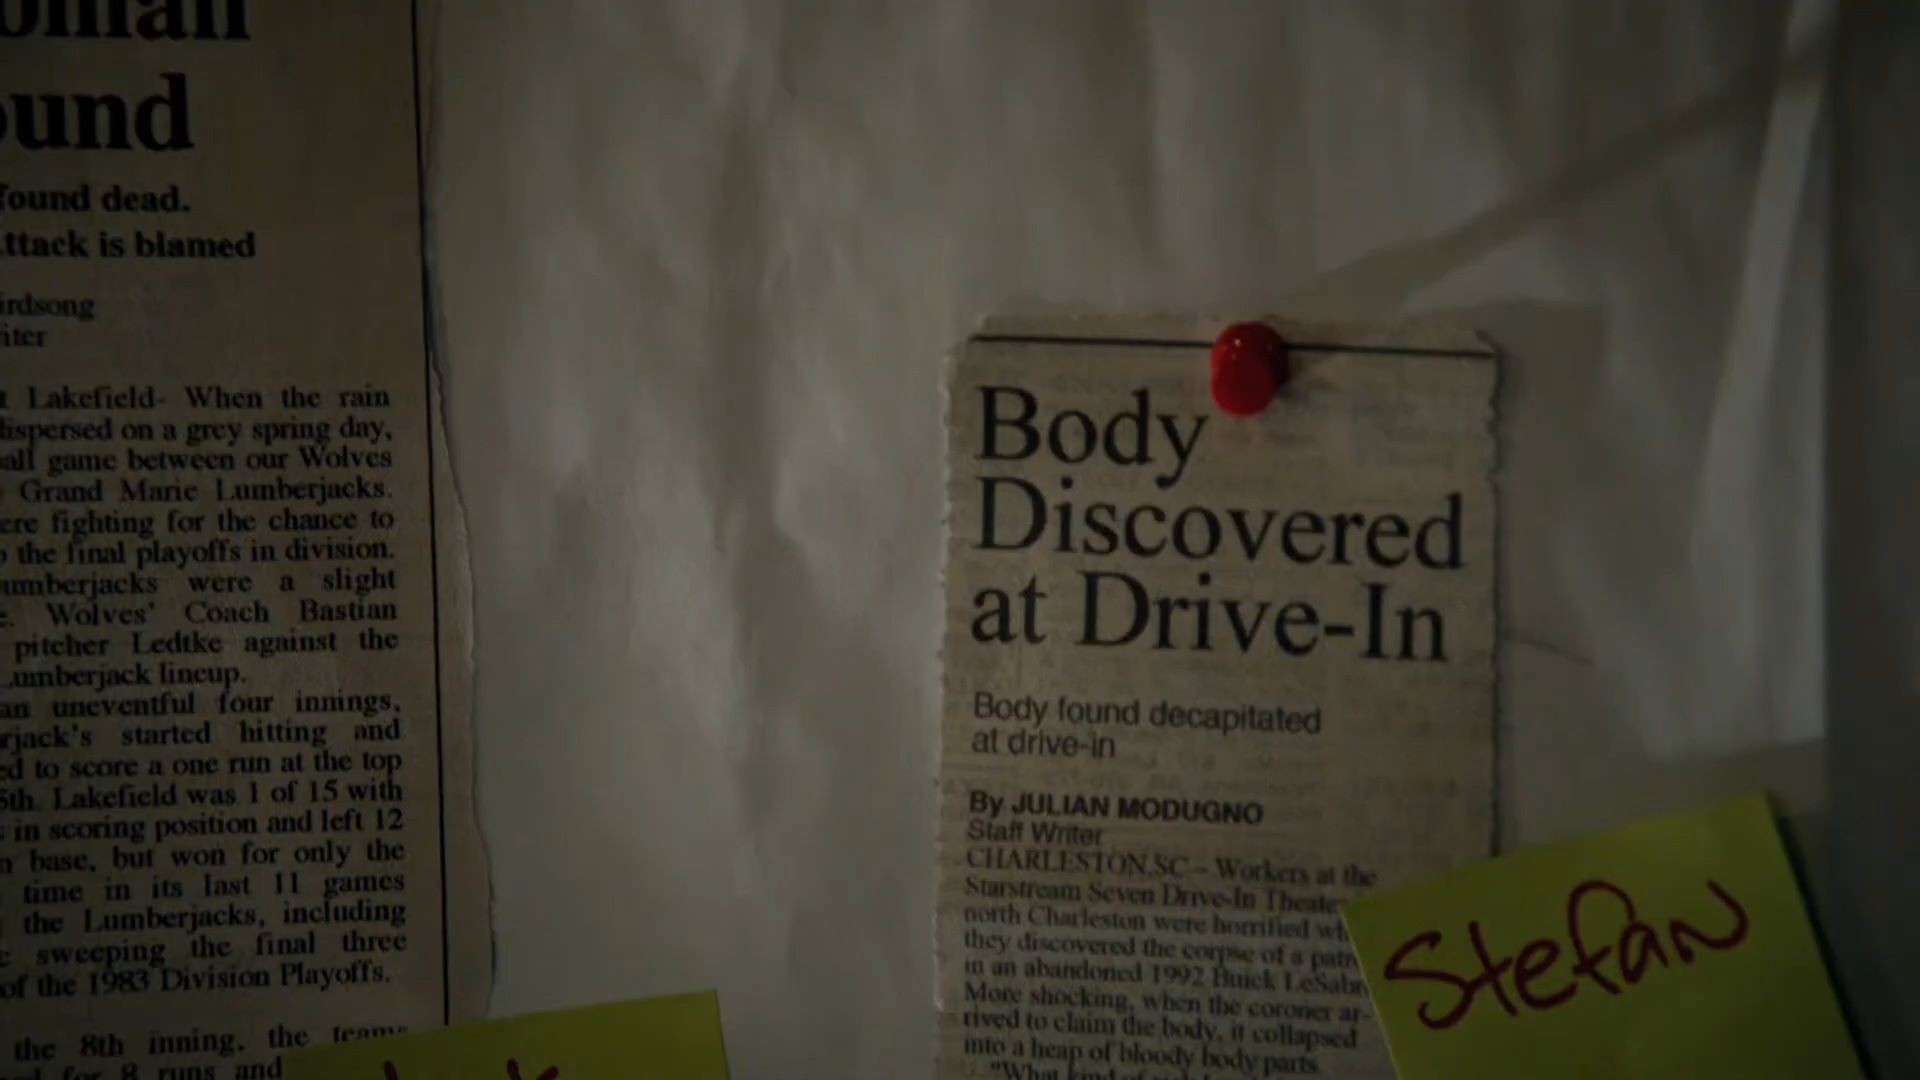 ound
found dead.
ttack is blamed
irdsong
iter
Lakefield- When the rain
dispersed on a grey spring day,
all game between our Wolves
Grand Marie Lumberjacks.
ere fighting for the chance to
the final playoffs in division.
umberjacks were a slight
Wolves' Coach Bastian
pitcher Ledtke against the
umberjack lineup.
an uneventful four innings,
rjack's started hitting and
ed to score a one run at the top
5th. Lakefield was 1 of 15 with
in scoring position and left 12
base, but won for only the
time in its last 11 games
the Lumberjacks, including
sweeping the final three
of the 1983 Division Playoffs.
the 8th inning, the teams
for 8 runs and
Body
Discovered
at Drive-In
Body found decapitated
at drive-in
By JULIAN MODUGNO
Staff Writer
CHARLESTON,SC – Workers at the
Starstream Seven Drive-In Theate
north Charleston were horrified wh
they discovered the corpse of a patr
in an abandoned 1992 Buick LeSabr
More shocking, when the coroner ar-
rived to claim the body, it collapsed
into a heap of bloody body parts.
"What kind of
Stefan